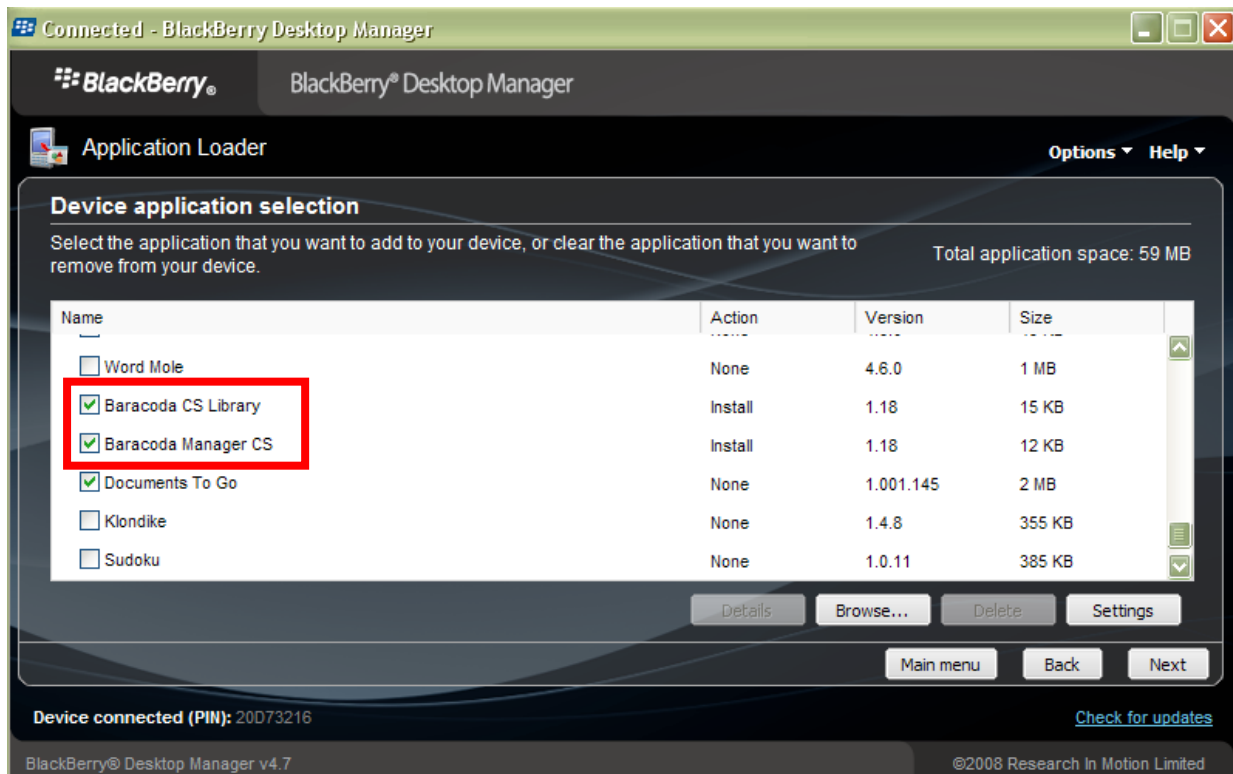 Connected - BlackBerry Desktop Manager
BlackBerry® BlackBerry® Desktop Manager
Application Loader Options Help
Device application selection
Select the application that you want to add to your device, or clear the application that you want to
remove from your device.
Total application space: 59 MB
Name Action Version Size
Word Mole None 4.6.0 1 MB
Baracoda CS Library Install 1.18 15 KB
Baracoda Manager CS Install 1.18 12 KB
Documents To Go None 1.001.145 2 MB
Klondike None 1.4.8 355 KB
Sudoku None 1.0.11 385 KB
Details Browse... Delete Settings
Main menu Back Next
Device connected (PIN): 20D73216 Check for updates
BlackBerry® Desktop Manager v4.7 ©2008 Research In Motion Limited